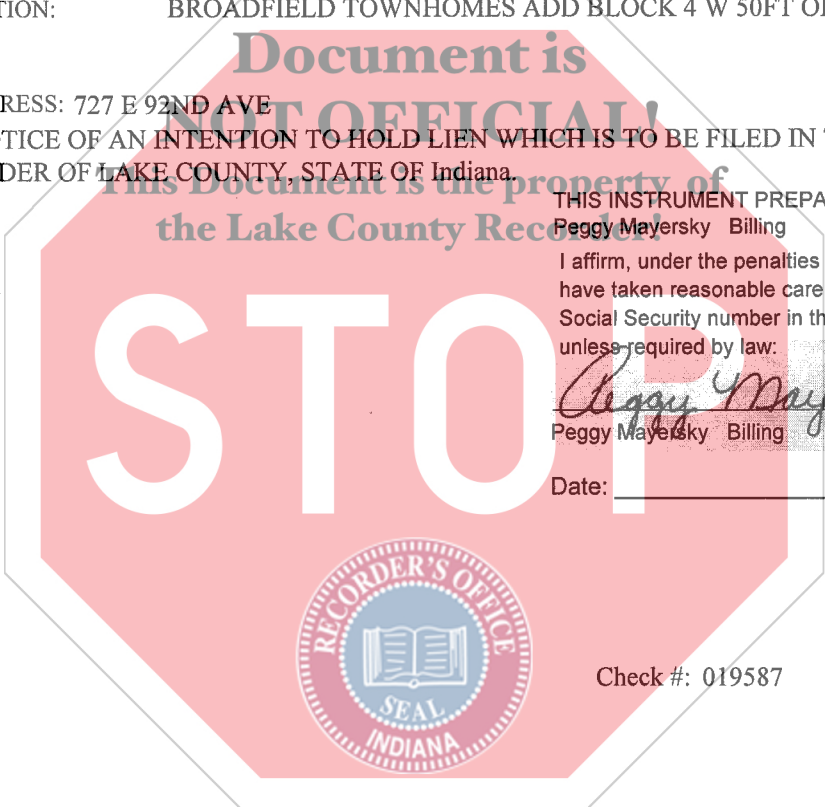 TION: BROADFIELD TOWNHOMES ADD BLOCK 4 W 50FT OF
Document is
NOT OFFICIAL!
RESS: 727 E 92ND AVE
TICE OF AN INTENTION TO HOLD LIEN WHICH IS TO BE FILED IN
DER OF LAKE COUNTY, STATE OF Indiana.
This Document is the property of
the Lake County Recorder!
THIS INSTRUMENT PREPA
Peggy Mayersky Billing
I affirm, under the penalties
have taken reasonable care
Social Security number in th
unless required by law:
Peggy May
Peggy Mayersky Billing
Date:
STOP
RECORDER'S OFFICE
SEAL
INDIANA
Check #: 019587